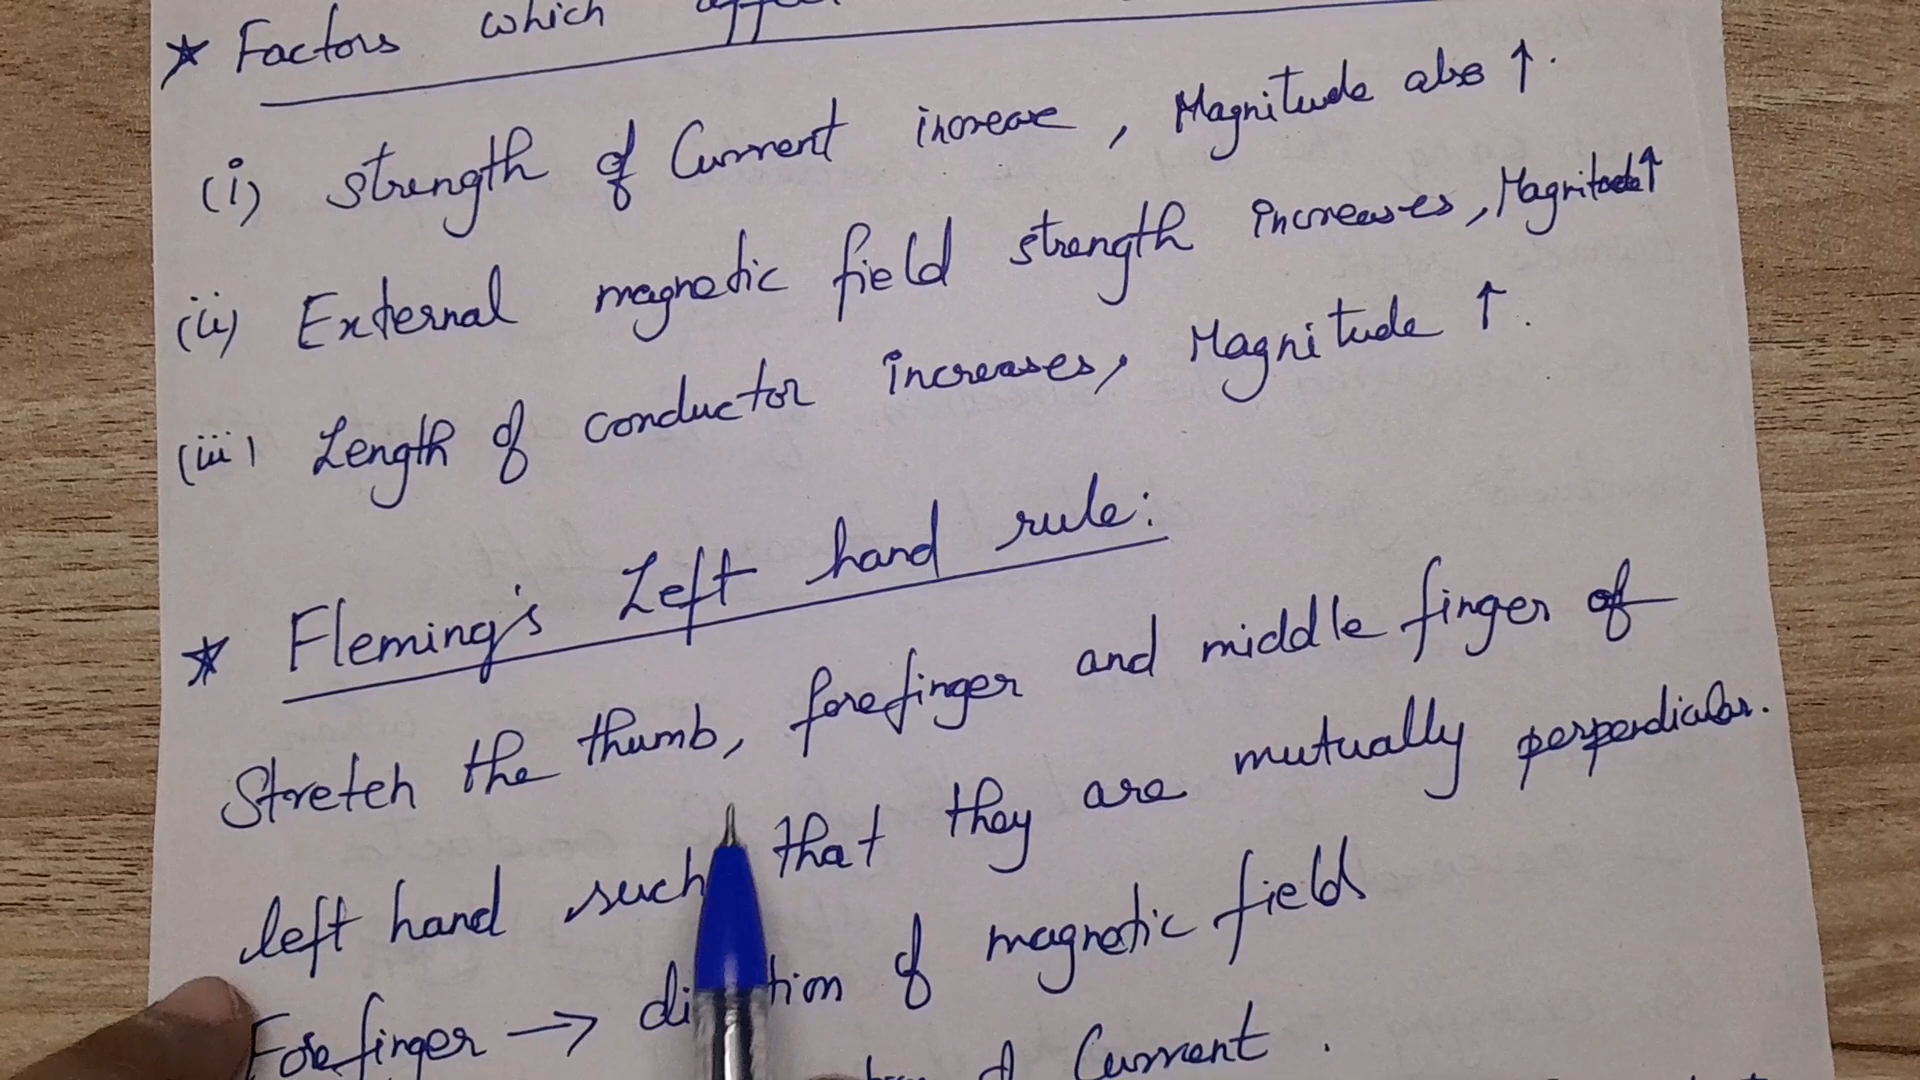 ★ Factors which
(i) Strength of Current increase, Magnitude also ↑.
(ii) External magnetic field strength increases, Magnitude↑
(iii) Length of conductor increases, Magnitude ↑.
★ Fleming's Left hand rule:
Stretch the thumb, forefinger and middle finger of
left hand such that they are mutually perpendicular.
Forefinger → of magnetic field
of Current.